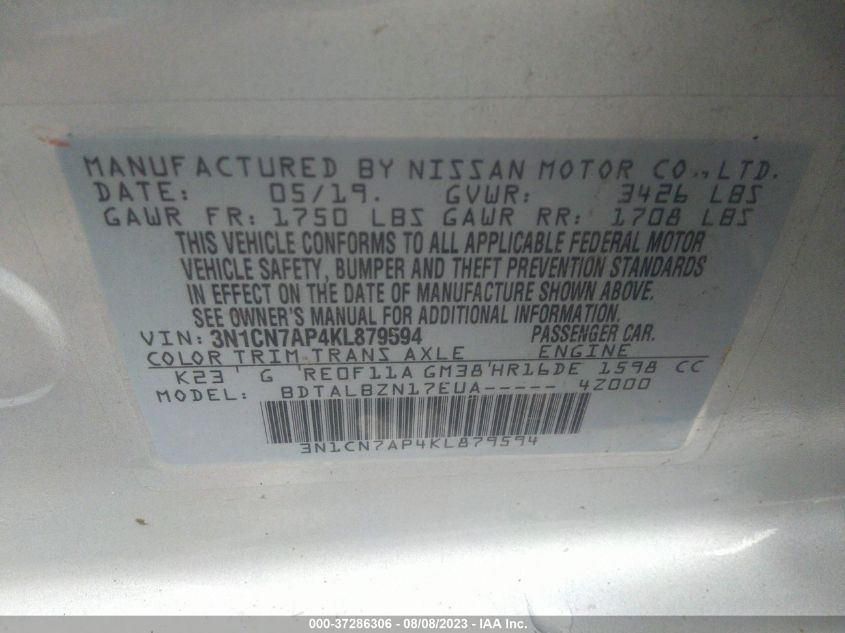 MANUFACTURED BY NISSAN MOTOR CO., LTD.
DATE: 05/19. GVWR: 3426 LBS
GAWR FR: 1750 LBS GAWR RR: 1708 LBS
THIS VEHICLE CONFORMS TO ALL APPLICABLE FEDERAL MOTOR
VEHICLE SAFETY, BUMPER AND THEFT PREVENTION STANDARDS
IN EFFECT ON THE DATE OF MANUFACTURE SHOWN ABOVE.
SEE OWNER'S MANUAL FOR ADDITIONAL INFORMATION.
VIN: 3N1CN7AP4KL879594 PASSENGER CAR.
COLOR TRIM TRANS AXLE ENGINE
K23 G RE0F11A GM38 HR16DE 1598 CC
MODEL: BDTALBZN17EUA----- 4Z000
3N1CN7AP4KL879594
000-37286306 - 08/08/2023 - IAA Inc.